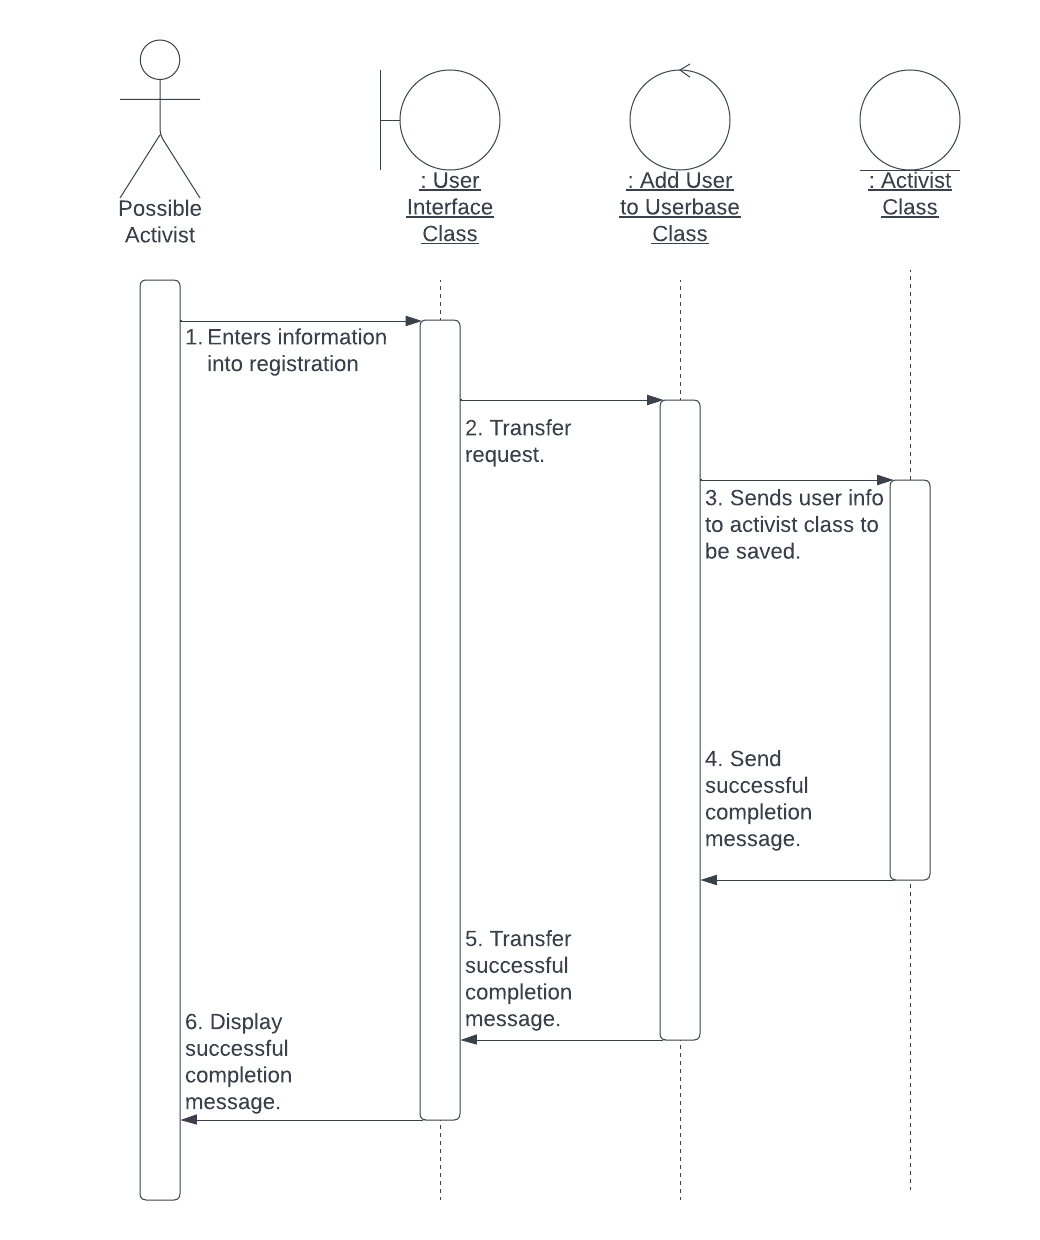 Possible
Activist
: User
Interface
Class
: Add User
to Userbase
Class
: Activist
Class
1. Enters information
into registration
2. Transfer
request.
3. Sends user info
to activist class to
be saved.
4. Send
successful
completion
message.
5. Transfer
successful
completion
message.
6. Display
successful
completion
message.